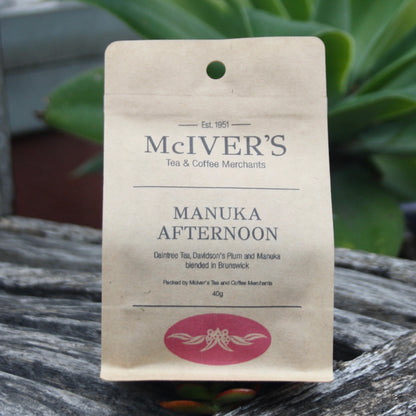 Est. 1951
McIVER'S
Tea & Coffee Merchants
MANUKA
AFTERNOON
Daintree Tea, Davidson's Plum and Manuka
blended in Brunswick
Packed by McIver's Tea and Coffee Merchants
40g